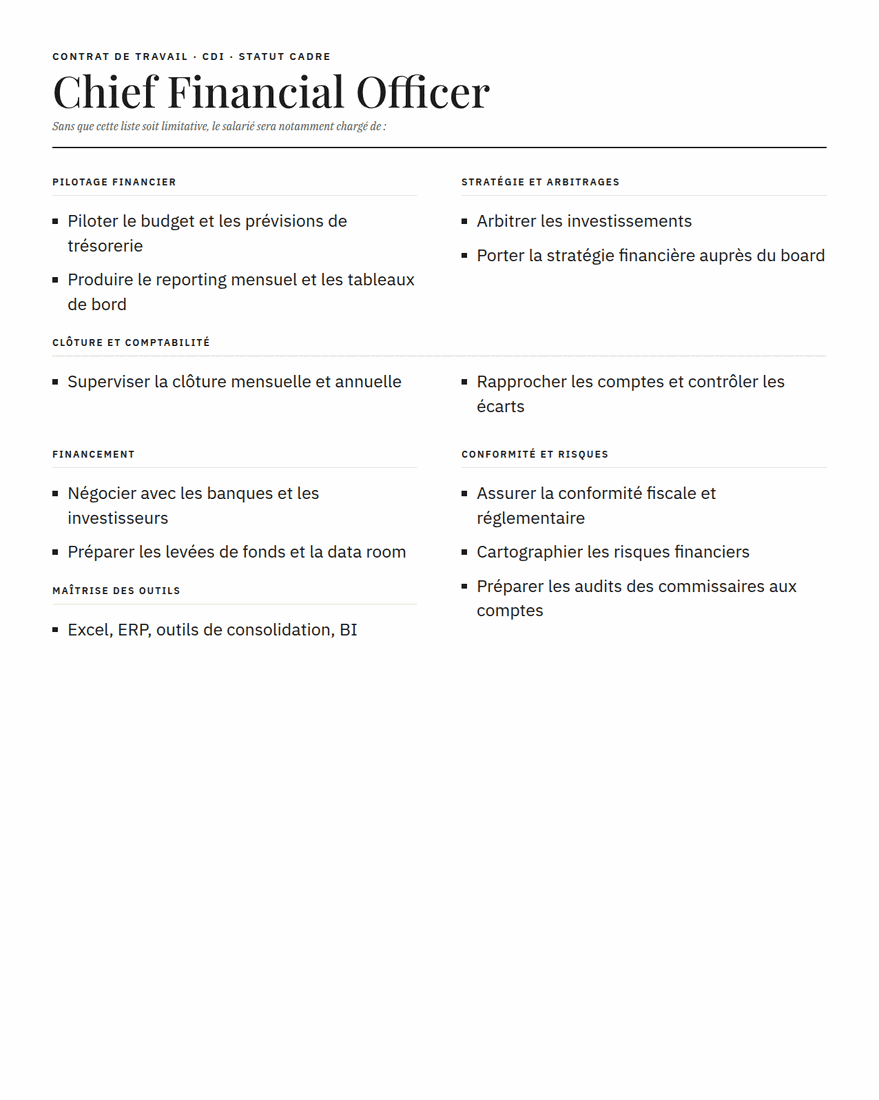 CONTRAT DE TRAVAIL · CDI · STATUT CADRE
Chief Financial Officer
Sans que cette liste soit limitative, le salarié sera notamment chargé de :
PILOTAGE FINANCIER
Piloter le budget et les prévisions de
trésorerie
Produire le reporting mensuel et les tableaux
de bord
STRATÉGIE ET ARBITRAGES
Arbitrer les investissements
Porter la stratégie financière auprès du board
CLÔTURE ET COMPTABILITÉ
Superviser la clôture mensuelle et annuelle
Rapprocher les comptes et contrôler les
écarts
FINANCEMENT
Négocier avec les banques et les
investisseurs
Préparer les levées de fonds et la data room
MAÎTRISE DES OUTILS
Excel, ERP, outils de consolidation, BI
CONFORMITÉ ET RISQUES
Assurer la conformité fiscale et
réglementaire
Cartographier les risques financiers
Préparer les audits des commissaires aux
comptes